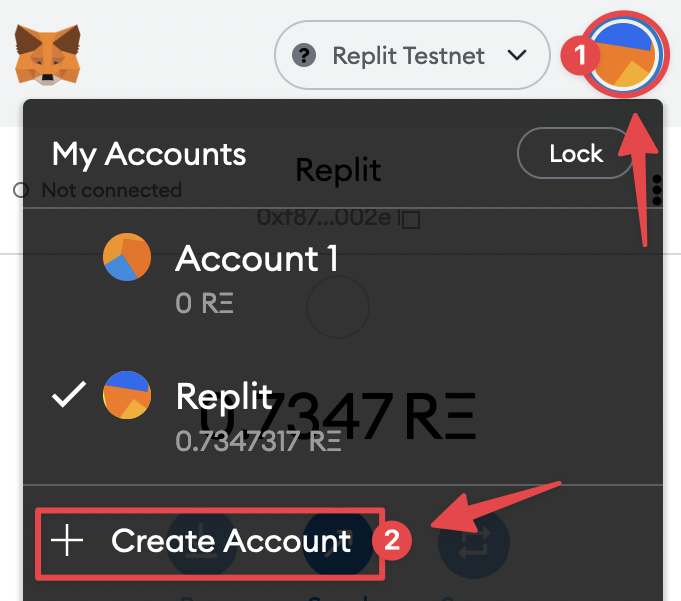 ? Replit Testnet
1
My Accounts
Lock
Replit
Not connected
0xf87...002e
Account 1
0 RΞ
Replit
0.7347 RΞ
0.7347317 RΞ
+ Create Account
2